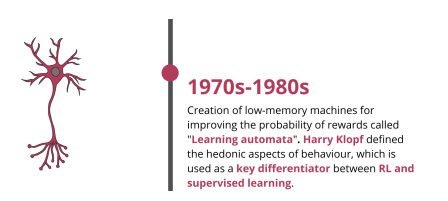 1970s-1980s
Creation of low-memory machines for
improving the probability of rewards called
"Learning automata". Harry Klopf defined
the hedonic aspects of behaviour, which is
used as a key differentiator between RL and
supervised learning.